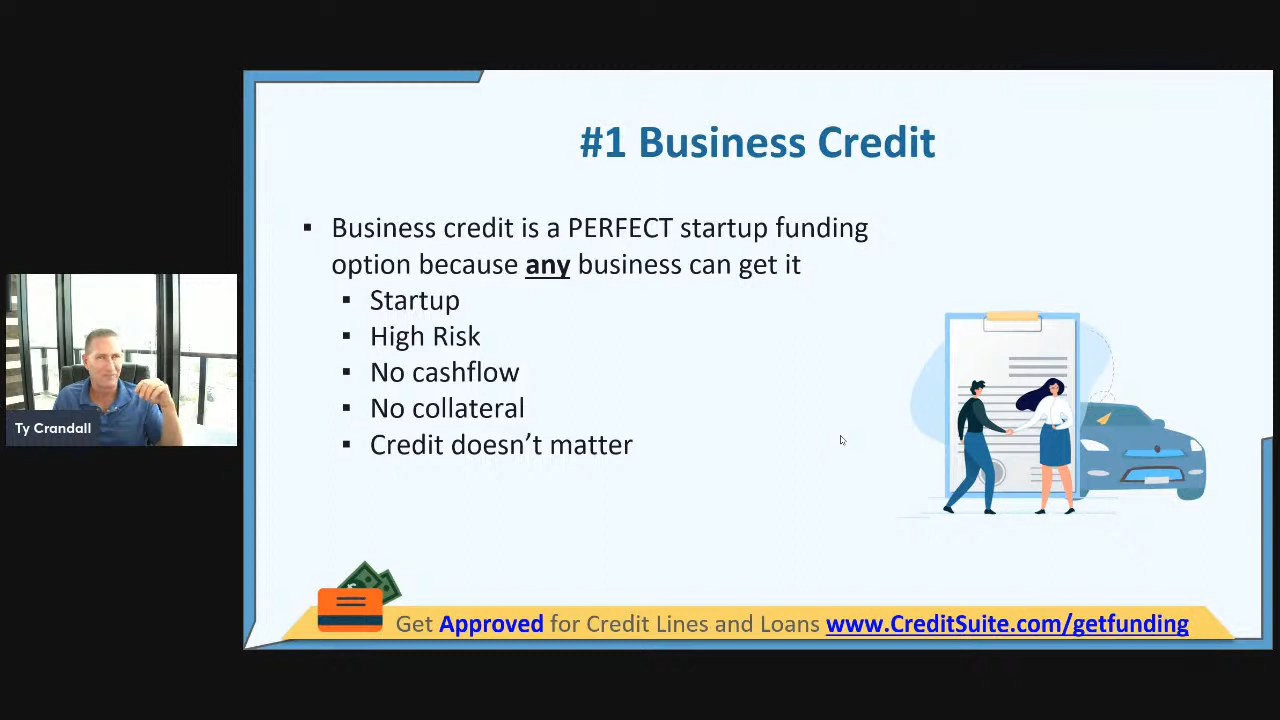 #1 Business Credit
▪ Business credit is a PERFECT startup funding
option because any business can get it
▪ Startup
▪ High Risk
▪ No cashflow
▪ No collateral
▪ Credit doesn’t matter
Ty Crandall
Get Approved for Credit Lines and Loans www.CreditSuite.com/getfunding